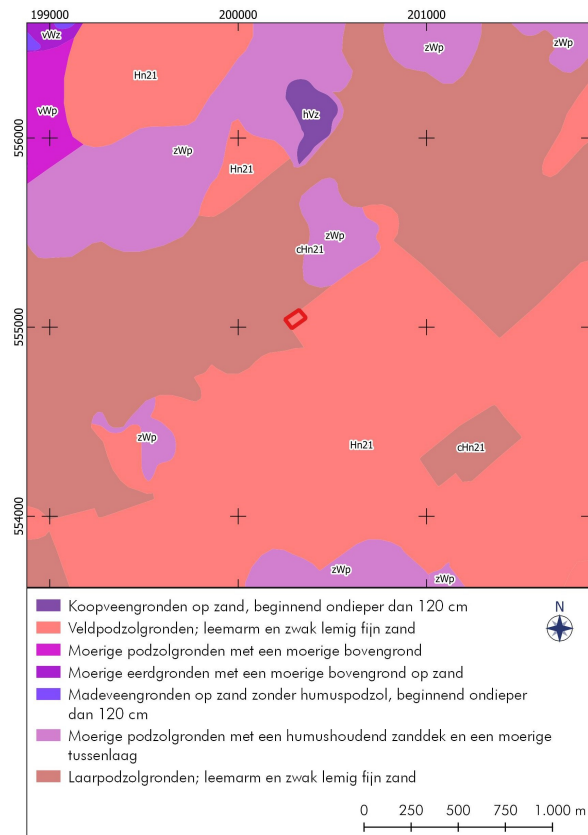 199000 200000 201000
vWz
zWp
zWp
Hn21
vWp
hVz
556000
zWp
Hn21
zWp
cHn21
555000
zWp
Hn21
cHn21
554000
zWp
zWp
Koopveengronden op zand, beginnend ondieper dan 120 cm
Veldpodzolgronden; leemarm en zwak lemig fijn zand
Moerige podzolgronden met een moerige bovengrond
Moerige eerdgronden met een moerige bovengrond op zand
Madeveengronden op zand zonder humuspodzol, beginnend ondieper
dan 120 cm
Moerige podzolgronden met een humushoudend zanddek en een moerige
tussenlaag
Laarpodzolgronden; leemarm en zwak lemig fijn zand
N
0 250 500 750 1.000 m